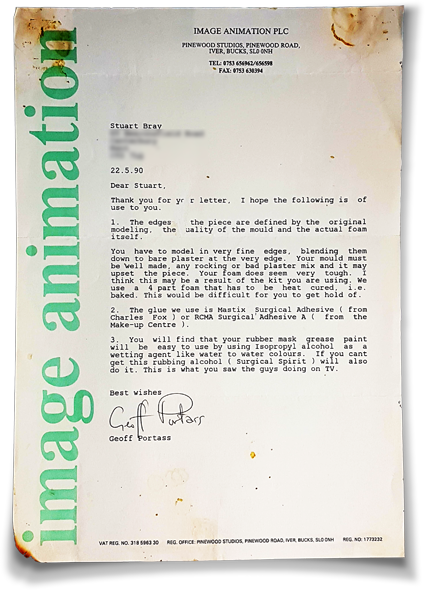 IMAGE ANIMATION PLC
PINEWOOD STUDIOS, PINEWOOD ROAD,
IVER, BUCKS, SL0 0NH
TEL: 0753 656962/656598
FAX: 0753 630394
image animation
Stuart Bray
22.5.90
Dear Stuart,
Thank you for yr r letter, I hope the following is of
use to you.
1. The edges the piece are defined by the original
modeling, the uality of the mould and the actual foam
itself.
You have to model in very fine edges, blending them
down to bare plaster at the very edge. Your mould must
be well made, any rocking or bad plaster mix and it may
upset the piece. Your foam does seem very tough. I
think this may be a result of the kit you are using. We
use a 4 part foam that has to be heat cured, i.e.
baked. This would be difficult for you to get hold of.
2. The glue we use is Mastix Surgical Adhesive ( from
Charles Fox ) or RCMA Surgical Adhesive A ( from the
Make-up Centre ).
3. You will find that your rubber mask grease paint
will be easy to use by using Isopropyl alcohol as a
wetting agent like water to water colours. If you cant
get this rubbing alcohol ( Surgical Spirit ) will also
do it. This is what you saw the guys doing on TV.
Best wishes
Geoff Portass
Geoff Portass
VAT REG. NO. 318 5963 30 REG. OFFICE: PINEWOOD STUDIOS, PINEWOOD ROAD, IVER, BUCKS, SL0 0NH REG. NO: 1773232